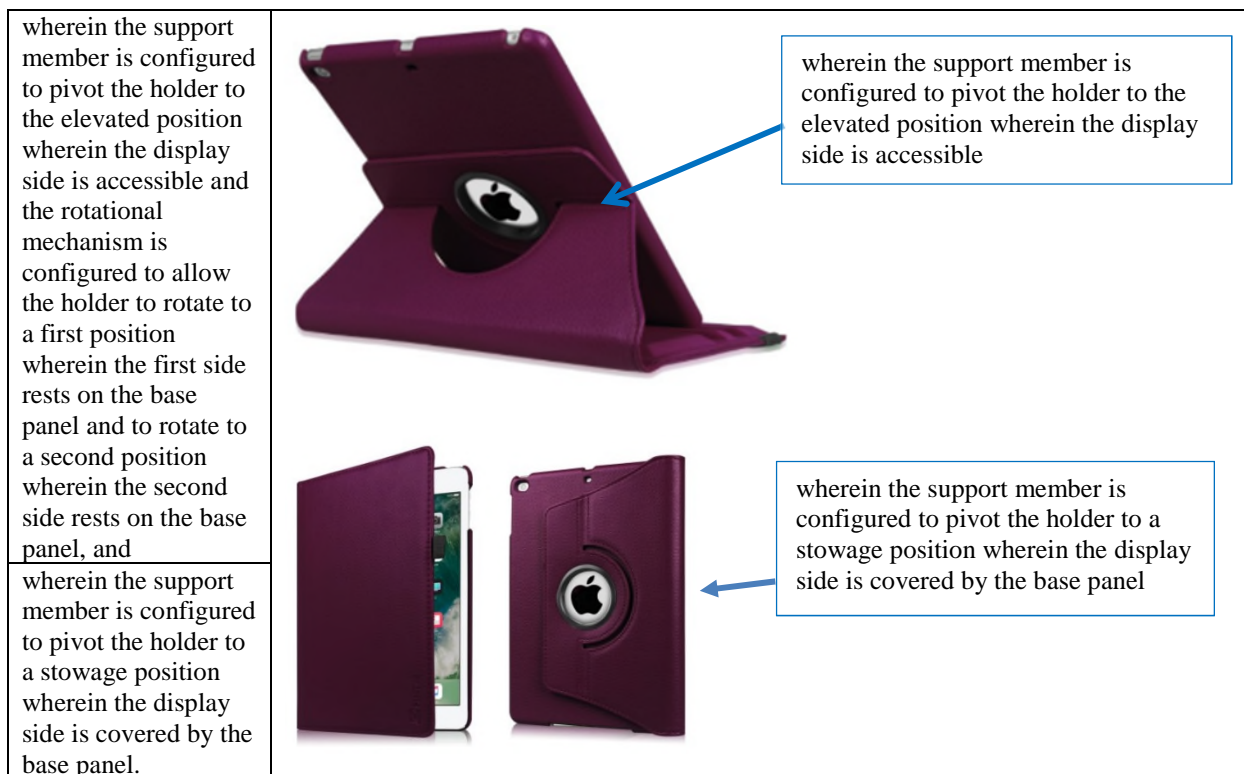 wherein the support
member is configured
to pivot the holder to
the elevated position
wherein the display
side is accessible and
the rotational
mechanism is
configured to allow
the holder to rotate to
a first position
wherein the first side
rests on the base
panel and to rotate to
a second position
wherein the second
side rests on the base
panel, and
wherein the support member is
configured to pivot the holder to the
elevated position wherein the display
side is accessible
wherein the support
member is configured
to pivot the holder to
a stowage position
wherein the display
side is covered by the
base panel.
wherein the support member is
configured to pivot the holder to a
stowage position wherein the display
side is covered by the base panel